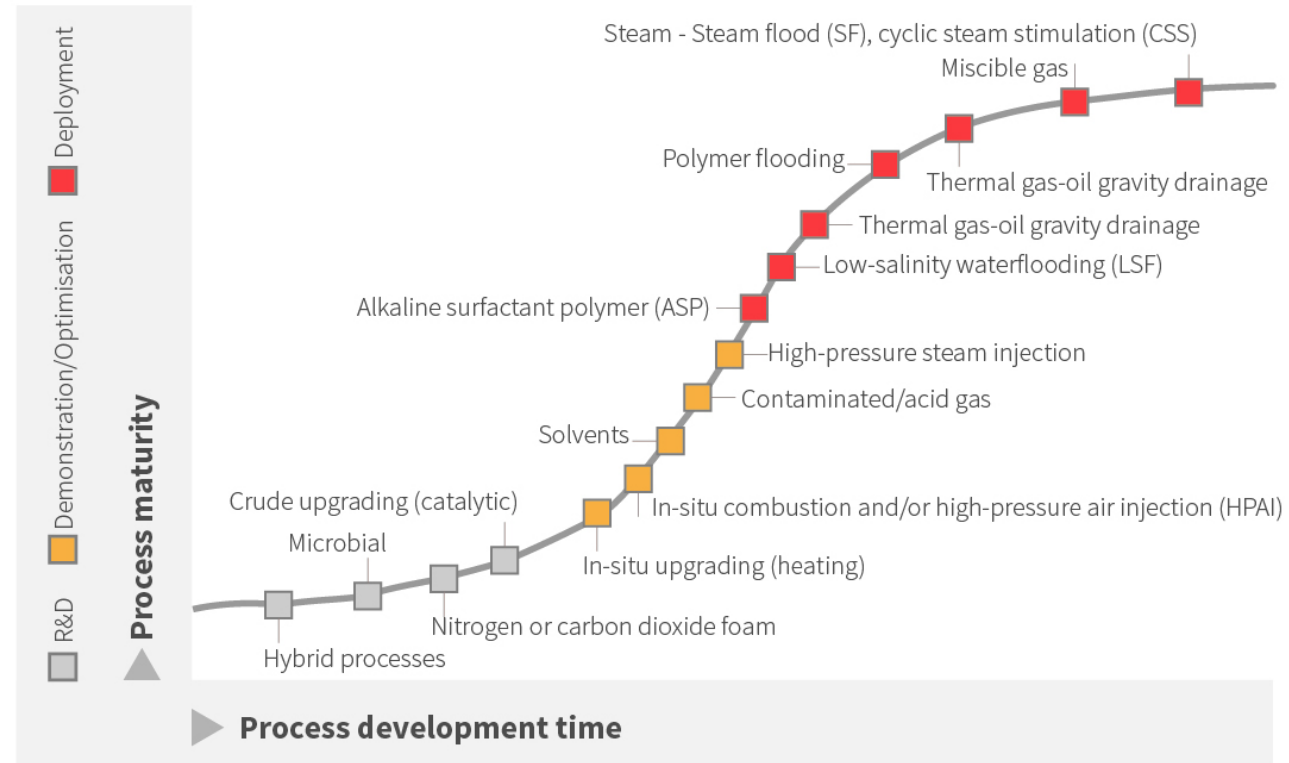 Steam - Steam flood (SF), cyclic steam stimulation (CSS)
Miscible gas
Polymer flooding
Thermal gas-oil gravity drainage
Thermal gas-oil gravity drainage
Low-salinity waterflooding (LSF)
Alkaline surfactant polymer (ASP)
High-pressure steam injection
Contaminated/acid gas
Solvents
Crude upgrading (catalytic)
In-situ combustion and/or high-pressure air injection (HPAI)
Microbial
In-situ upgrading (heating)
Nitrogen or carbon dioxide foam
Hybrid processes
Deployment
Demonstration/Optimisation
R&D
Process maturity
Process development time